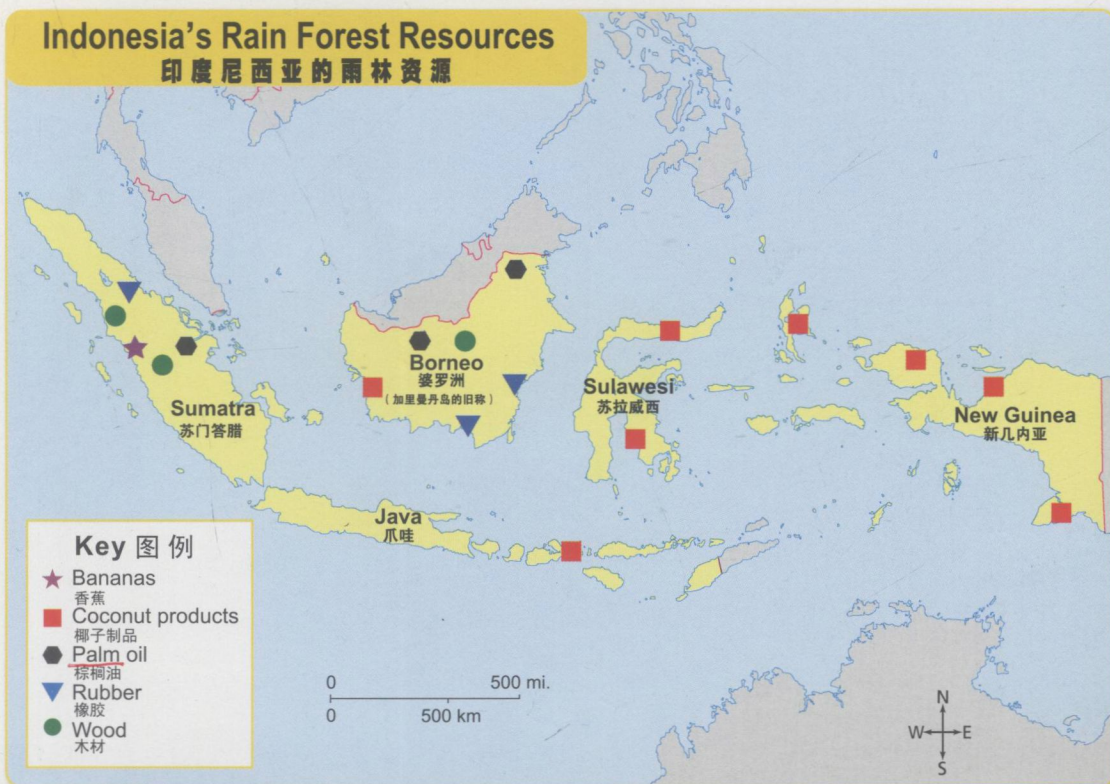 Indonesia's Rain Forest Resources
印度尼西亚的雨林资源
Sumatra
苏门答腊
Borneo
婆罗洲
(加里曼丹岛的旧称)
Sulawesi
苏拉威西
New Guinea
新几内亚
Java
爪哇
Key 图例
Bananas
香蕉
Coconut products
椰子制品
Palm oil
棕榈油
Rubber
橡胶
Wood
木材
0 500 mi.
0 500 km
N
W E
S